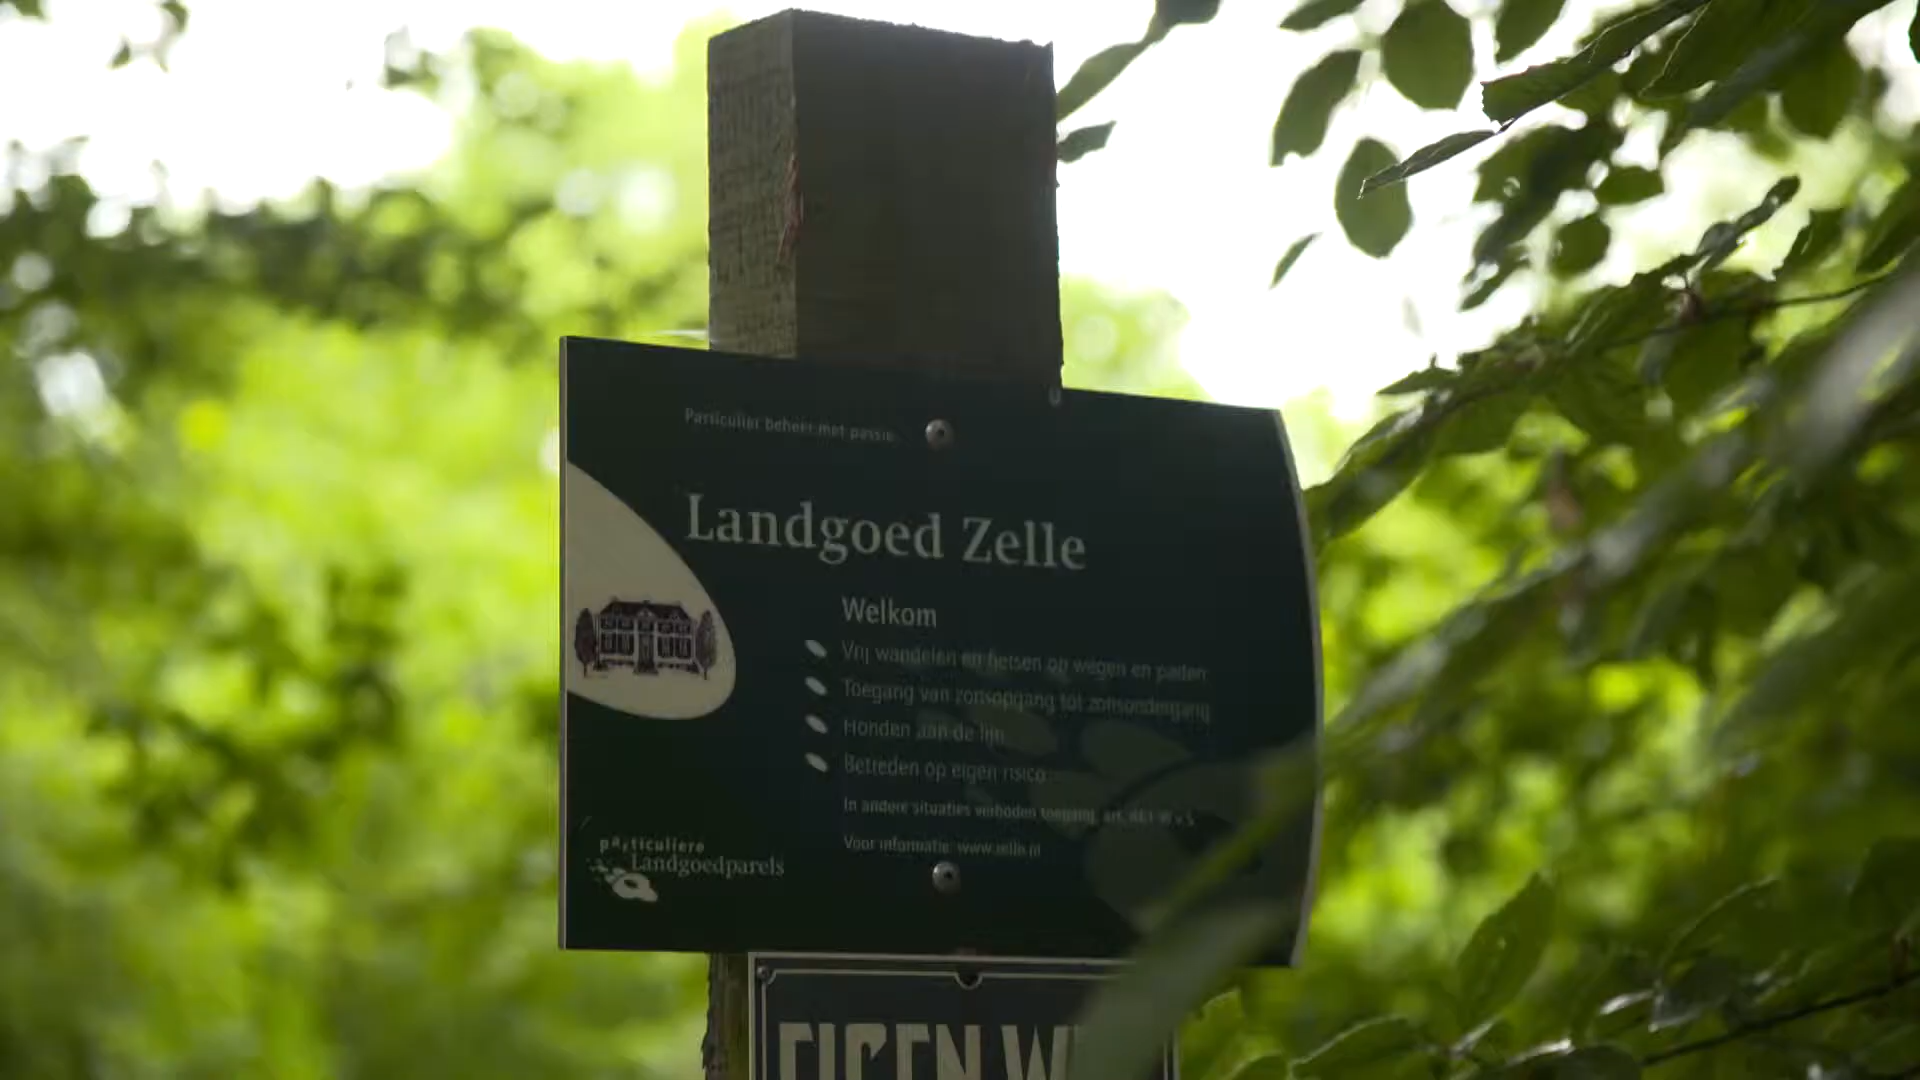 Particulier beheer met passie
Landgoed Zelle
Welkom
Vrij wandelen en fietsen op wegen en paden
Toegang van zonsopgang tot zonsondergang
Honden aan de lijn
Betreden op eigen risico
In andere situaties verboden toegang, art. 461 W.v.S
Voor informatie: www.zelle.nl
particuliere
Landgoedparels
EIGEN W